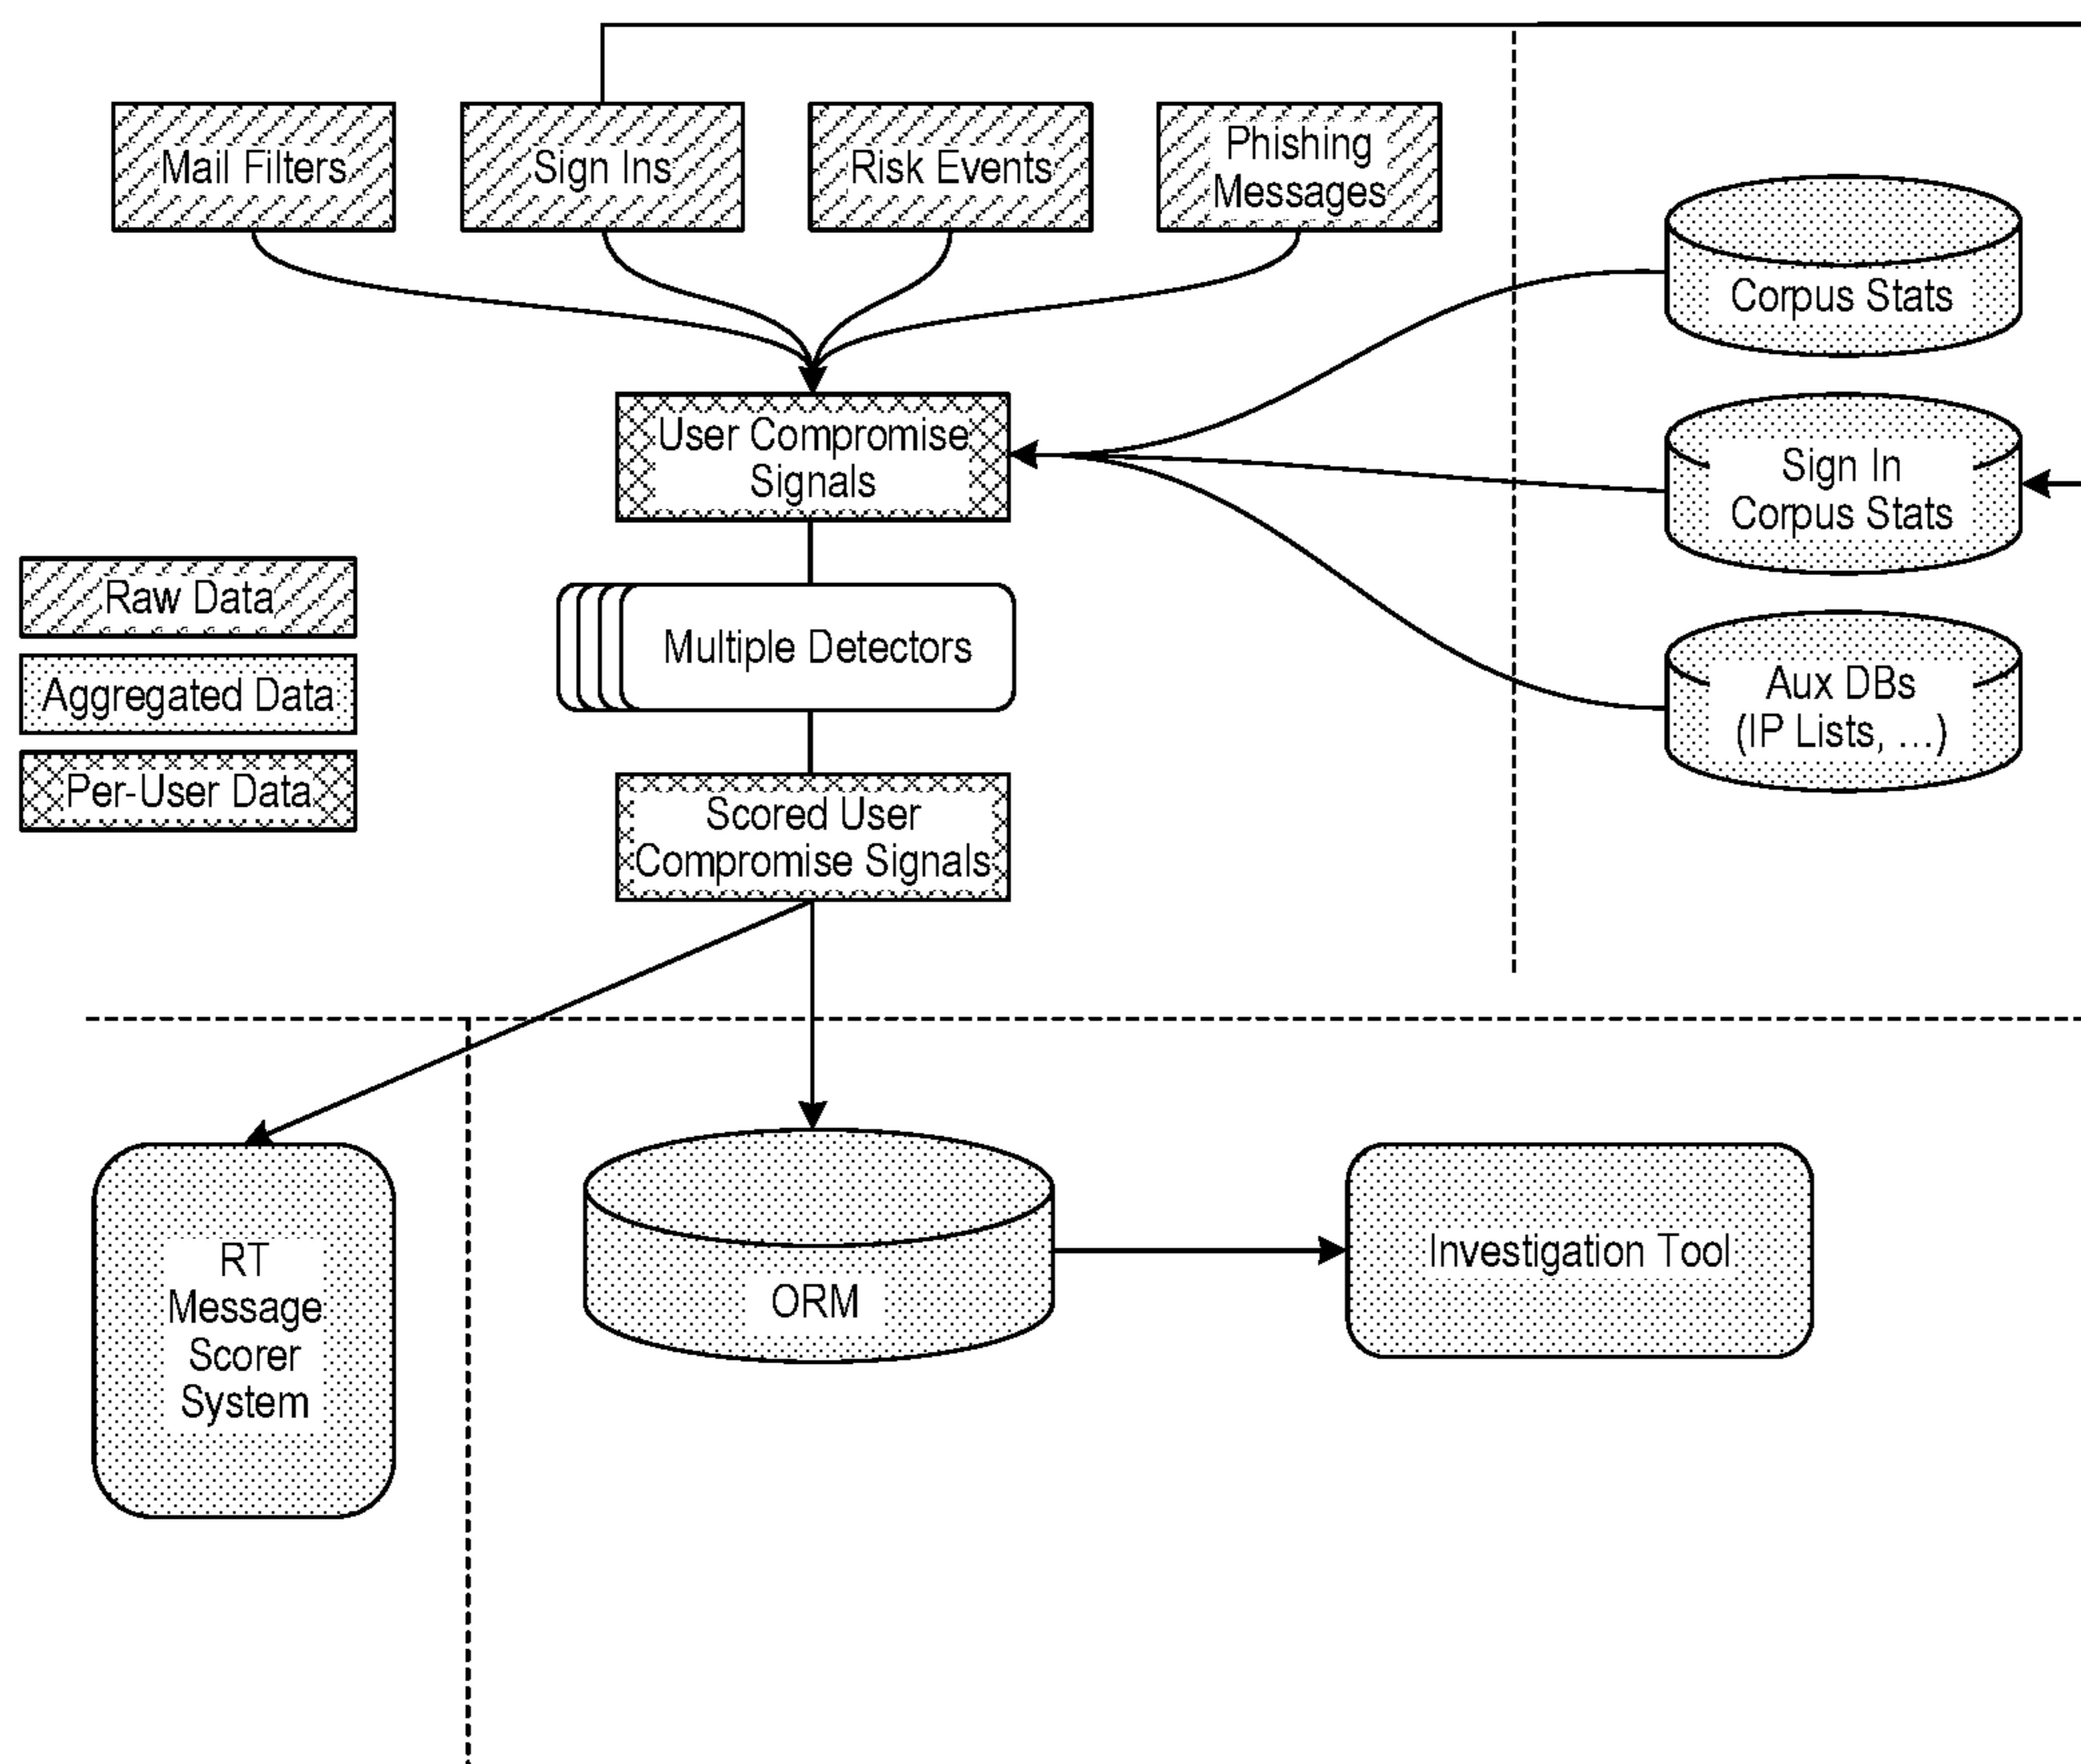 Mail Filters
Sign Ins
Risk Events
Phishing
Messages
Corpus Stats
User Compromise
Signals
Sign In
Corpus Stats
Raw Data
Aggregated Data
Per-User Data
Multiple Detectors
Aux DBs
(IP Lists, ...)
Scored User
Compromise Signals
RT
Message
Scorer
System
ORM
Investigation Tool